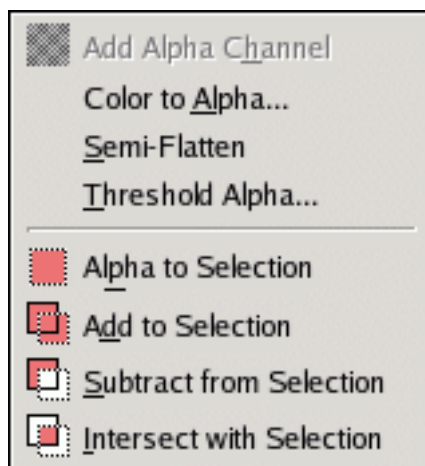 Add Alpha Channel
Color to Alpha...
Semi-Flatten
Threshold Alpha...
Alpha to Selection
Add to Selection
Subtract from Selection
Intersect with Selection